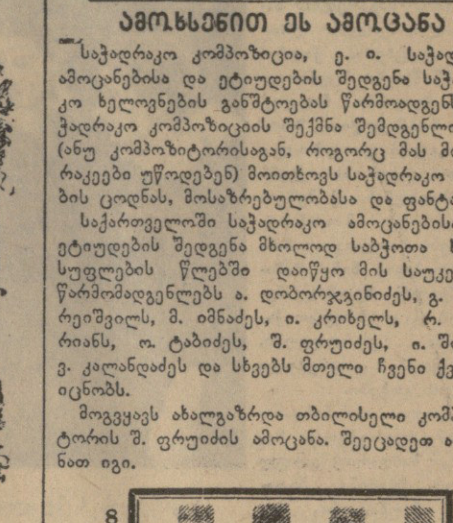 ამოხსენით ეს ამოცანა
საჭადრაკო კომპოზიცია, ე. ი. საჭად
ამოცანებისა და ეტიუდების შედგენა საჭ
კო ხელოვნების განშტოებას წარმოადგენ
ჭადრაკო კომპოზიციის შექმნა შემდგენლ
(ანუ კომპოზიტორისაგან, როგორც მას მ
რაკეები უწოდებენ) მოითხოვს საჭადრაკო
ბის ცოდნას, მოსაზრებულობასა და ფანტა
საქართველოში საჭადრაკო ამოცანების
ეტიუდების შედგენა მხოლოდ საბჭოთა ხ
სუფლების წლებში დაიწყო მის საუკე
წარმომადგენლებს ა. დობორჯგინიძეს, გ.
რეიშვილს, მ. იმნაძეს, ი. კრიხელს, რ.
რიანს, ო. ტაბიძეს, შ. ფრუიძეს, ი. შ
ვ. კალანდაძეს და სხვებს მთელი ჩვენი ქვ
იცნობს.
მოგვყავს ახალგაზრდა თბილისელი კომპ
ტორის შ. ფრუიძის ამოცანა. შეეცადეთ ა
ნათ იგი.
8